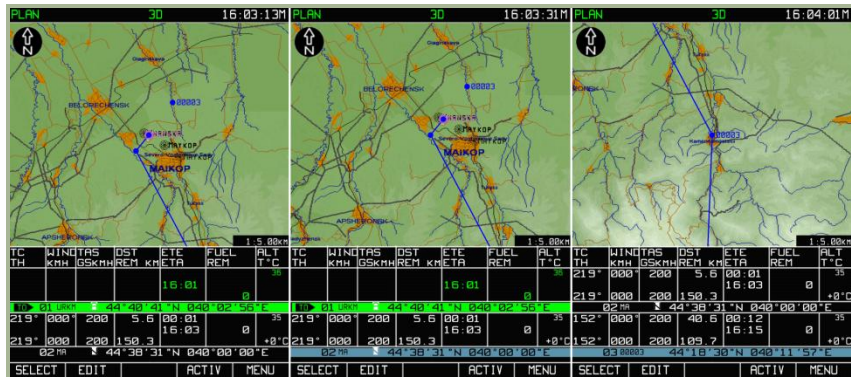 PLAN 3D 16:03:13M
N
BELORECHENSK
00003
HANSKA
MAYKOP
MAIKOP
APSHERONSK
1:5.00KM
TC WIND TAS DST ETE FUEL ALT
TH KMH GSKMH REM KM ETA REM T°C
36
16:01
0
TO 01 URKM 44°40'41"N 040°02'56"E
219° 000° 200 5.6 00:01 35
16:03 0
219° 0° 200 150.3 +0°C
02 MA 44°38'31"N 040°00'00"E
SELECT EDIT ACTIV MENU
PLAN 3D 16:03:31M
N
BELORECHENSK
00003
HANSKA
MAYKOP
MAIKOP
APSHERONSK
1:5.00KM
TC WIND TAS DST ETE FUEL ALT
TH KMH GSKMH REM KM ETA REM T°C
36
16:01
0
TO 01 URKM 44°40'41"N 040°02'56"E
219° 000° 200 5.6 00:01 35
16:03 0
219° 0° 200 150.3 +0°C
02 MA 44°38'31"N 040°00'00"E
SELECT EDIT ACTIV MENU
PLAN 3D 16:04:01M
N
00003
1:5.00KM
TC WIND TAS DST ETE FUEL ALT
TH KMH GSKMH REM KM ETA REM T°C
219° 000° 200 5.6 00:01 35
16:03 0
219° 0° 200 150.3 +0°C
02 MA 44°38'31"N 040°00'00"E
152° 000° 200 40.6 00:12 35
16:15 0
152° 0° 200 109.7 +0°C
03 00003 44°18'30"N 040°11'57"E
SELECT EDIT ACTIV MENU